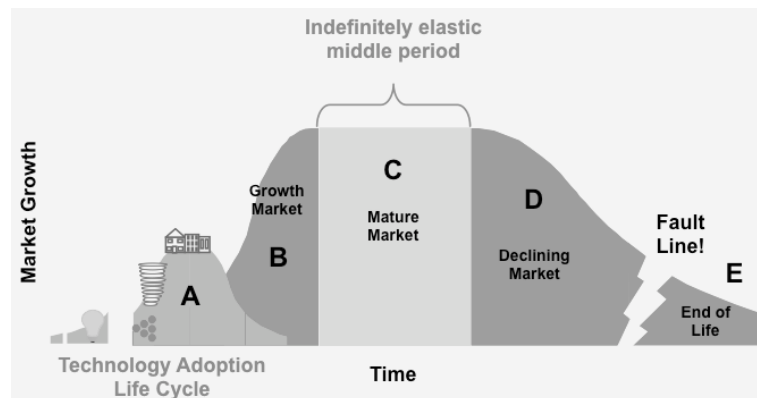 Indefinitely elastic
middle period
Market Growth
A
Growth
Market
B
C
Mature
Market
D
Declining
Market
Fault
Line!
E
End of
Life
Technology Adoption
Life Cycle
Time